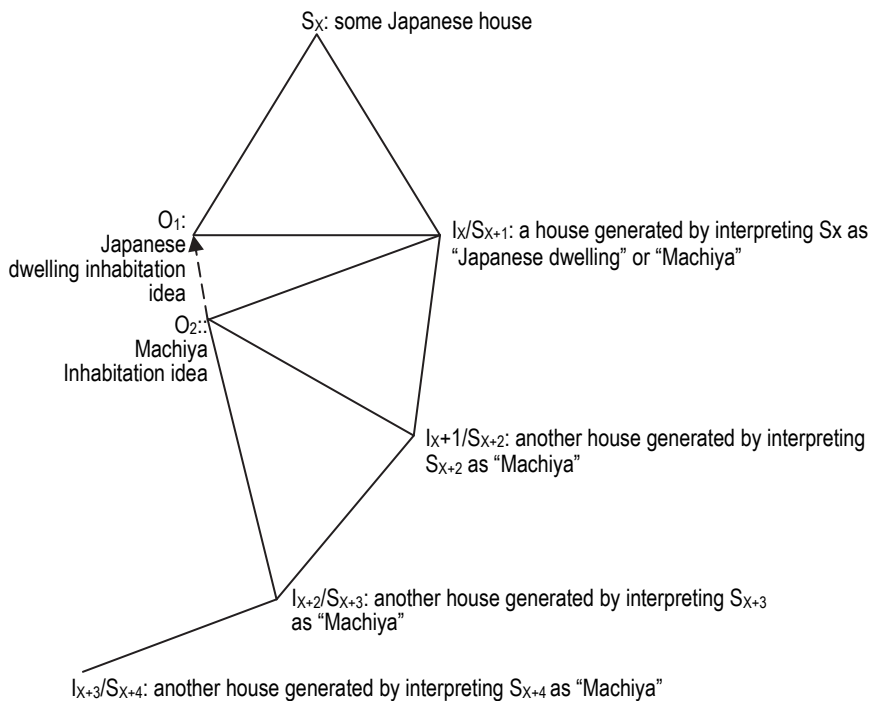 Sₓ: some Japanese house
O₁:
Japanese
dwelling inhabitation
idea
Iₓ/Sₓ₊₁: a house generated by interpreting Sx as
“Japanese dwelling” or “Machiya”
O₂::
Machiya
Inhabitation idea
Iₓ+1/Sₓ₊₂: another house generated by interpreting
Sₓ₊₂ as “Machiya”
Iₓ₊₂/Sₓ₊₃: another house generated by interpreting Sₓ₊₃
as “Machiya”
Iₓ₊₃/Sₓ₊₄: another house generated by interpreting Sₓ₊₄ as “Machiya”